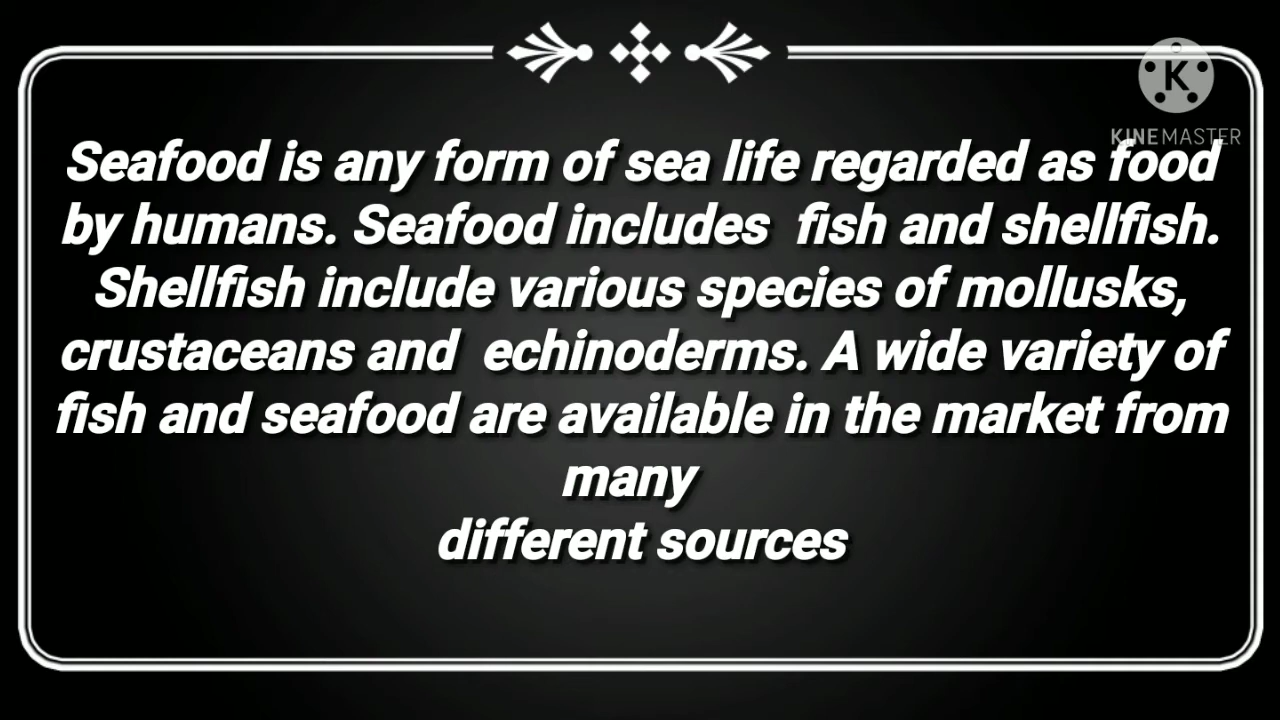 K
KINEMASTER
Seafood is any form of sea life regarded as food
by humans. Seafood includes  fish and shellfish.
Shellfish include various species of mollusks,
crustaceans and  echinoderms. A wide variety of
fish and seafood are available in the market from
many
different sources